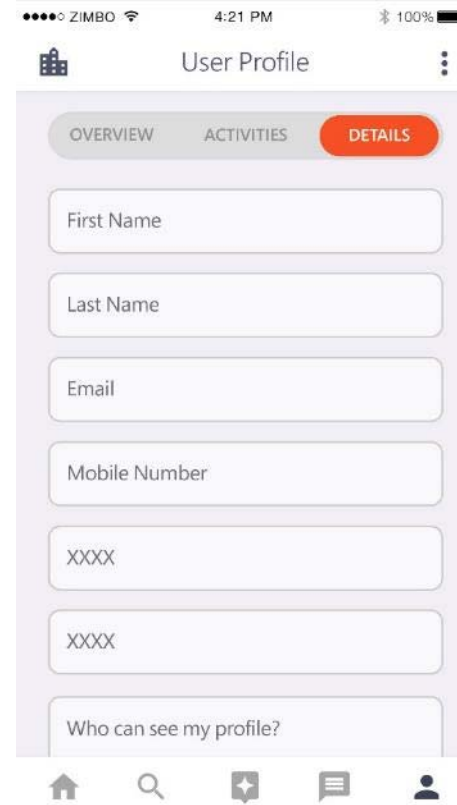 ZIMBO 4:21 PM 100%
User Profile
OVERVIEW ACTIVITIES DETAILS
First Name
Last Name
Email
Mobile Number
XXXX
XXXX
Who can see my profile?